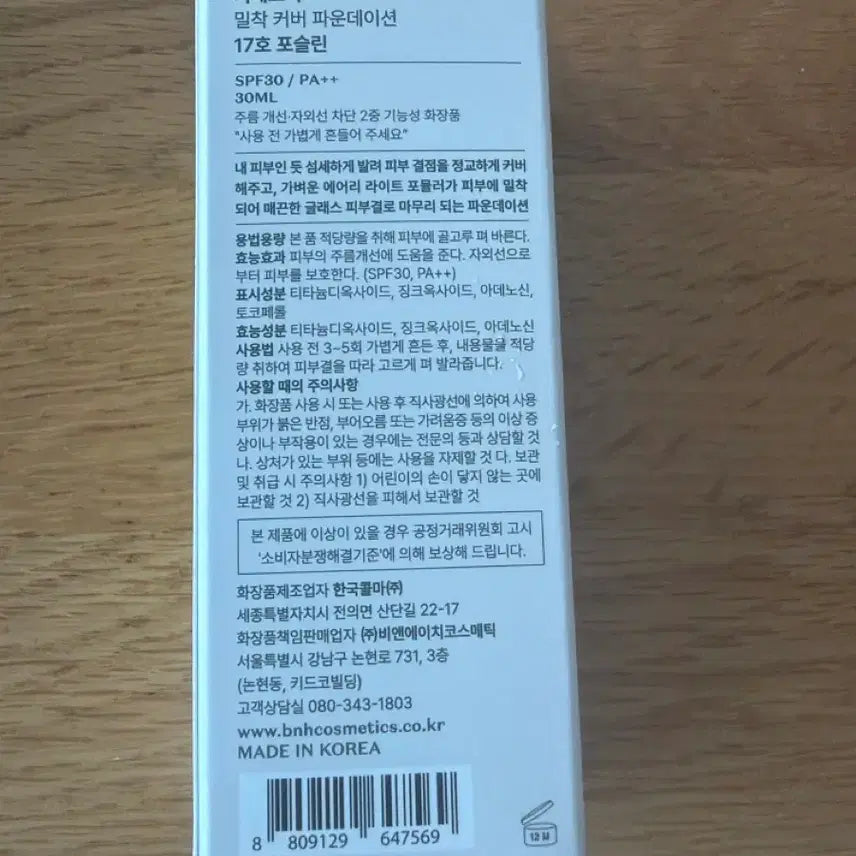 밀착 커버 파운데이션
17호 포슬린
SPF30 / PA++
30ML
주름 개선·자외선 차단 2중 기능성 화장품
"사용 전 가볍게 흔들어 주세요"
내 피부인 듯 섬세하게 발려 피부 결점을 정교하게 커버
해주고, 가벼운 에어리 라이트 포뮬러가 피부에 밀착
되어 매끈한 글래스 피부결로 마무리 되는 파운데이션
용법용량 본 품 적당량을 취해 피부에 골고루 펴 바른다.
효능효과 피부의 주름개선에 도움을 준다. 자외선으로
부터 피부를 보호한다. (SPF30, PA++)
표시성분 티타늄디옥사이드, 징크옥사이드, 아데노신,
토코페롤
효능성분 티타늄디옥사이드, 징크옥사이드, 아데노신
사용법 사용 전 3~5회 가볍게 흔든 후, 내용물을 적당
량 취하여 피부결을 따라 고르게 펴 발라줍니다.
사용할 때의 주의사항
가. 화장품 사용 시 또는 사용 후 직사광선에 의하여 사용
부위가 붉은 반점, 부어오름 또는 가려움증 등의 이상 증
상이나 부작용이 있는 경우에는 전문의 등과 상담할 것
나. 상처가 있는 부위 등에는 사용을 자제할 것 다. 보관
및 취급 시 주의사항 1) 어린이의 손이 닿지 않는 곳에
보관할 것 2) 직사광선을 피해서 보관할 것
본 제품에 이상이 있을 경우 공정거래위원회 고시
'소비자분쟁해결기준'에 의해 보상해 드립니다.
화장품제조업자 한국콜마(주)
세종특별자치시 전의면 산단길 22-17
화장품책임판매업자 (주)비앤에이치코스메틱
서울특별시 강남구 논현로 731, 3층
(논현동, 키드코빌딩)
고객상담실 080-343-1803
www.bnhcosmetics.co.kr
MADE IN KOREA
8 809129 647569
12 M